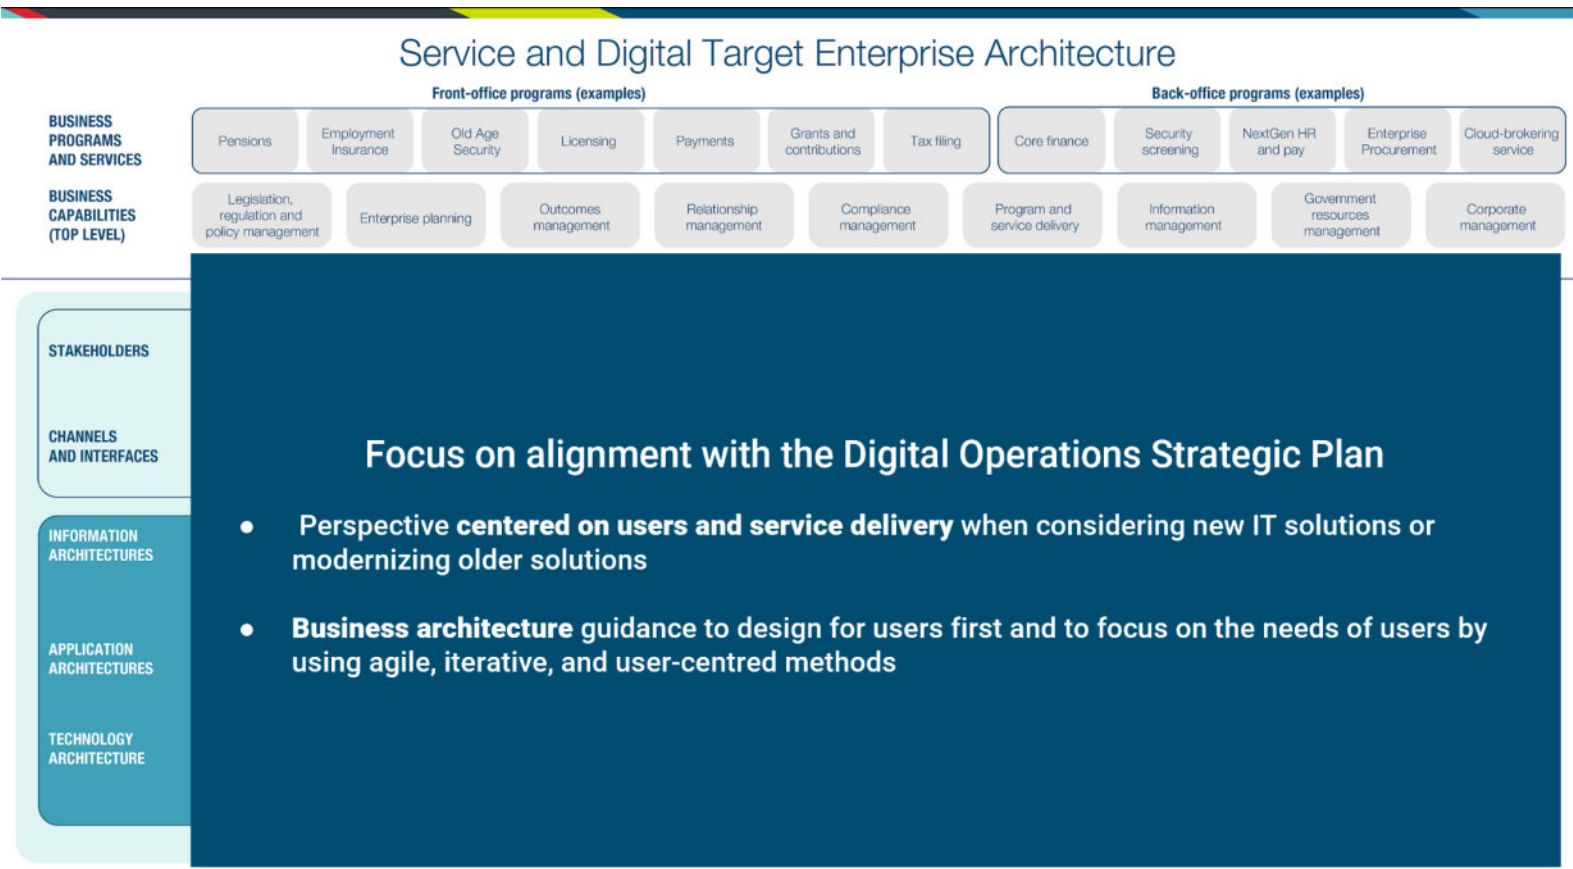 Service and Digital Target Enterprise Architecture
Front-office programs (examples)
Back-office programs (examples)
BUSINESS
PROGRAMS
AND SERVICES
Pensions
Employment
Insurance
Old Age
Security
Licensing
Payments
Grants and
contributions
Tax filing
Core finance
Security
screening
NextGen HR
and pay
Enterprise
Procurement
Cloud-brokering
service
BUSINESS
CAPABILITIES
(TOP LEVEL)
Legislation,
regulation and
policy management
Enterprise planning
Outcomes
management
Relationship
management
Compliance
management
Program and
service delivery
Information
management
Government
resources
management
Corporate
management
STAKEHOLDERS
CHANNELS
AND INTERFACES
INFORMATION
ARCHITECTURES
APPLICATION
ARCHITECTURES
TECHNOLOGY
ARCHITECTURE
Focus on alignment with the Digital Operations Strategic Plan
● Perspective centered on users and service delivery when considering new IT solutions or
modernizing older solutions
● Business architecture guidance to design for users first and to focus on the needs of users by
using agile, iterative, and user-centred methods